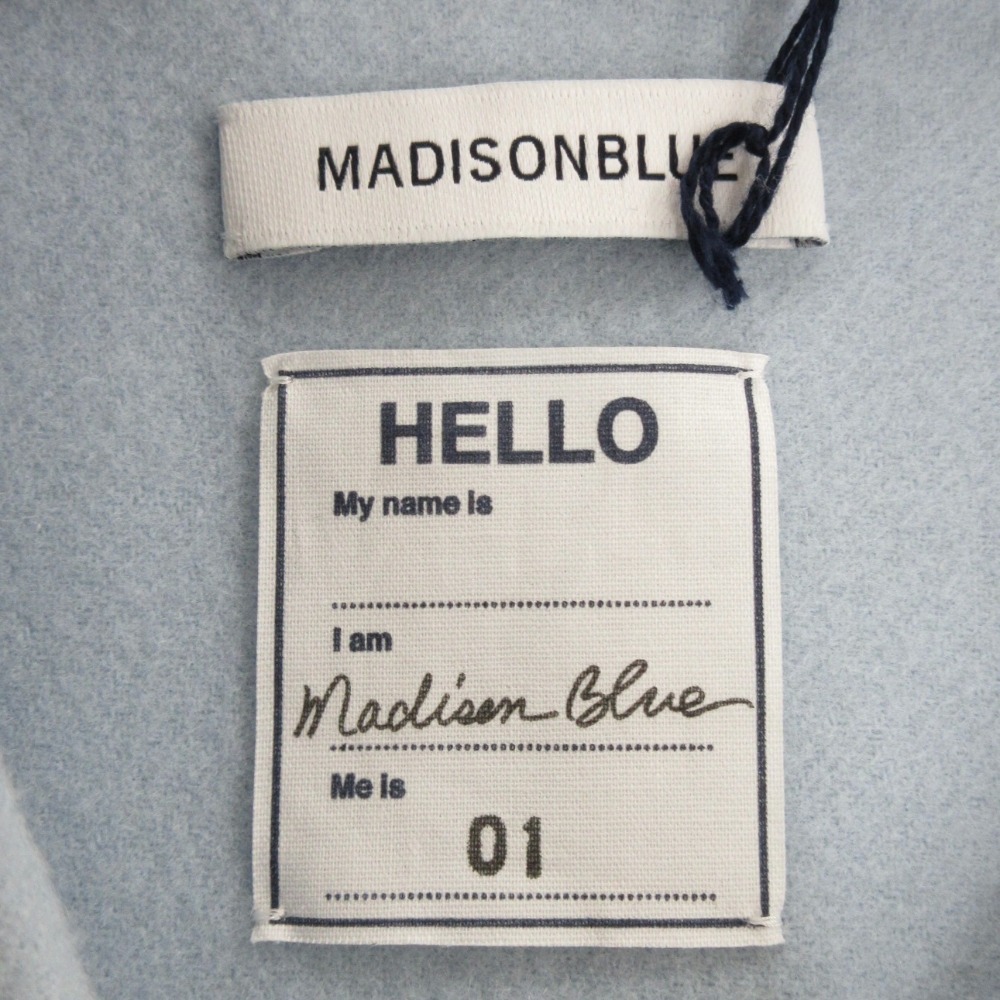 MADISONBLUE
HELLO
My name is
I am
Madison Blue
Me is
01